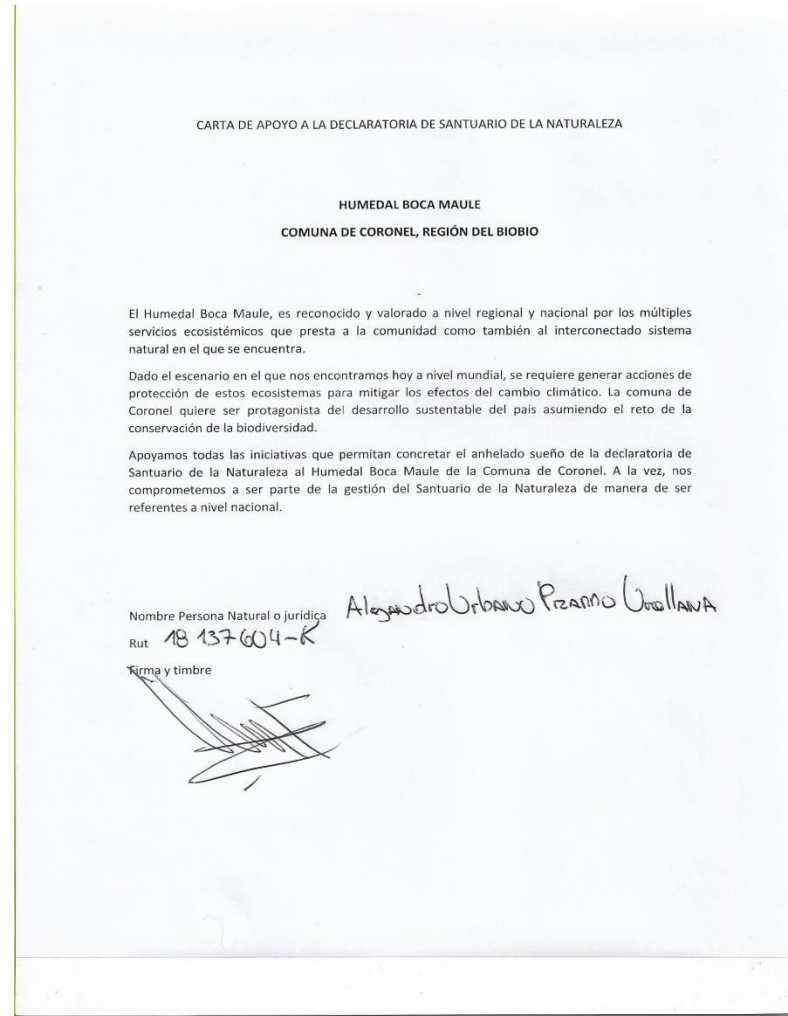 CARTA DE APOYO A LA DECLARATORIA DE SANTUARIO DE LA NATURALEZA
HUMEDAL BOCA MAULE
COMUNA DE CORONEL, REGIÓN DEL BIOBIO
El Humedal Boca Maule, es reconocido y valorado a nivel regional y nacional por los múltiples
servicios ecosistémicos que presta a la comunidad como también al interconectado sistema
natural en el que se encuentra.
Dado el escenario en el que nos encontramos hoy a nivel mundial, se requiere generar acciones de
protección de estos ecosistemas para mitigar los efectos del cambio climático. La comuna de
Coronel quiere ser protagonista del desarrollo sustentable del país asumiendo el reto de la
conservación de la biodiversidad.
Apoyamos todas las iniciativas que permitan concretar el anhelado sueño de la declaratoria de
Santuario de la Naturaleza al Humedal Boca Maule de la Comuna de Coronel. A la vez, nos
comprometemos a ser parte de la gestión del Santuario de la Naturaleza de manera de ser
referentes a nivel nacional.
Nombre Persona Natural o jurídica Alejandro Urbano Pizarro Orellana
Rut 18 137604-K
Firma y timbre